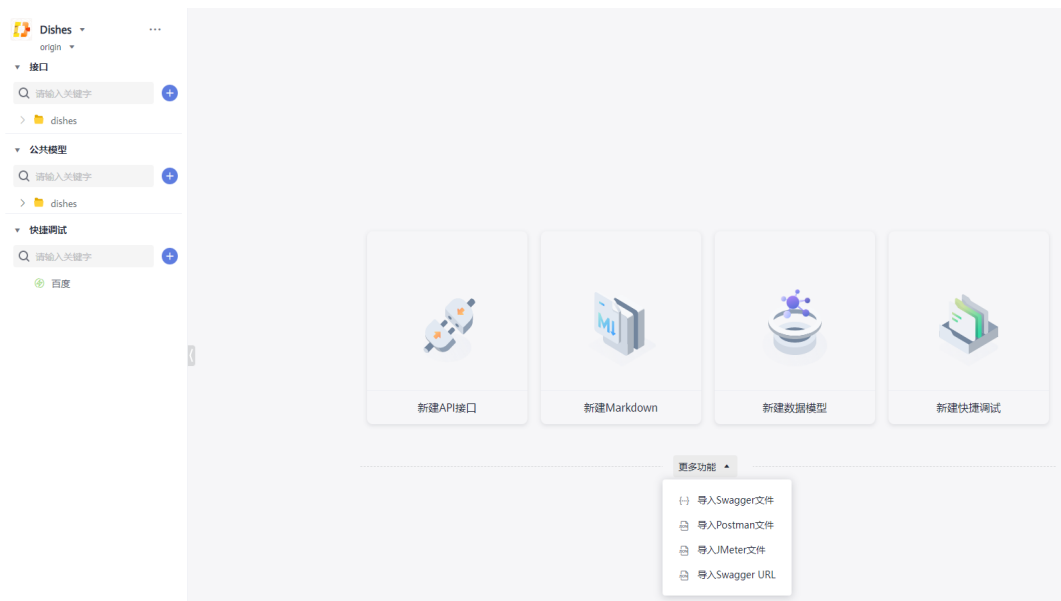 Dishes
origin
接口
请输入关键字
dishes
公共模型
请输入关键字
dishes
快捷调试
请输入关键字
百度
新建API接口
新建Markdown
新建数据模型
新建快捷调试
更多功能
导入Swagger文件
导入Postman文件
导入JMeter文件
导入Swagger URL